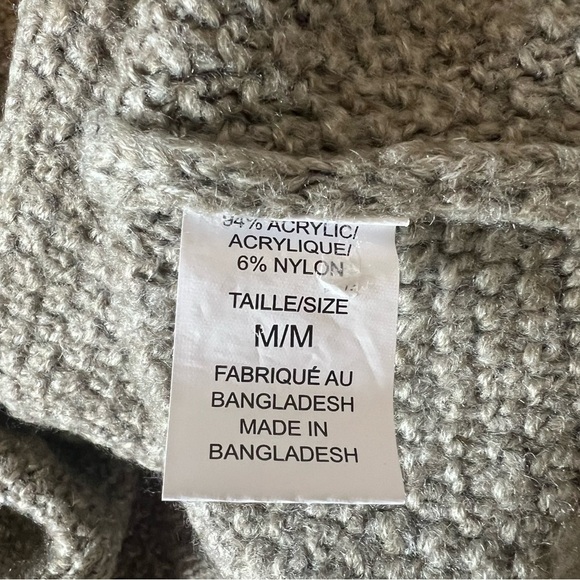 94% ACRYLIC/
ACRYLIQUE/
6% NYLON
TAILLE/SIZE
M/M
FABRIQUÉ AU
BANGLADESH
MADE IN
BANGLADESH